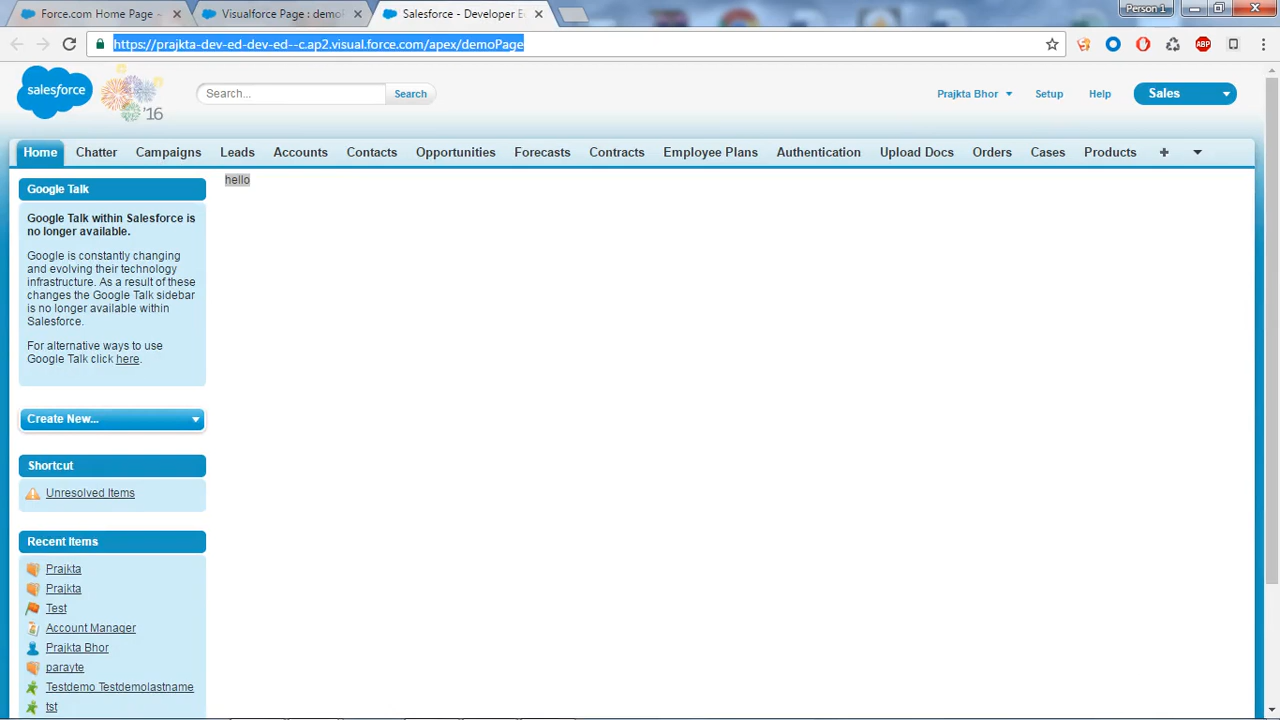 Force.com Home Page ~
Visualforce Page : demo
Salesforce - Developer E
Person 1
https://prajkta-dev-ed-dev-ed--c.ap2.visual.force.com/apex/demoPage
ABP
salesforce
'16
Search...
Search
Prajkta Bhor
Setup
Help
Sales
Home
Chatter
Campaigns
Leads
Accounts
Contacts
Opportunities
Forecasts
Contracts
Employee Plans
Authentication
Upload Docs
Orders
Cases
Products
+
Google Talk
hello
Google Talk within Salesforce is
no longer available.
Google is constantly changing
and evolving their technology
infrastructure. As a result of these
changes the Google Talk sidebar
is no longer available within
Salesforce.
For alternative ways to use
Google Talk click here.
Create New...
Shortcut
Unresolved Items
Recent Items
Prajkta
Prajkta
Test
Account Manager
Prajkta Bhor
parayte
Testdemo Testdemolastname
tst